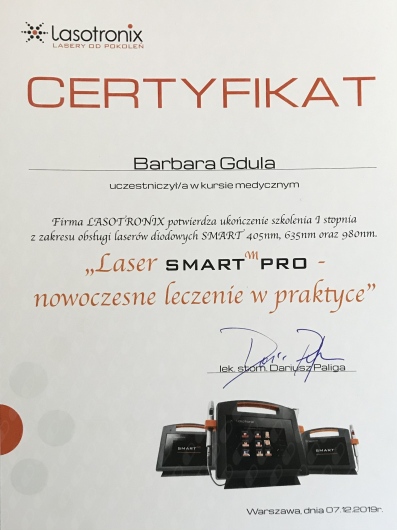 Lasotronix
LASERY OD POKOLEŃ
CERTYFIKAT
Barbara Gdula
uczestniczył/a w kursie medycznym
Firma LASOTRONIX potwierdza ukończenie szkolenia I stopnia
z zakresu obsługi laserów diodowych SMART 405nm, 635nm oraz 980nm.
„Laser SMARTᴹ PRO -
nowoczesne leczenie w praktyce”
lek. stom. Dariusz Paliga
SMART
SMART
Warszawa, dnia 07.12.2019r.